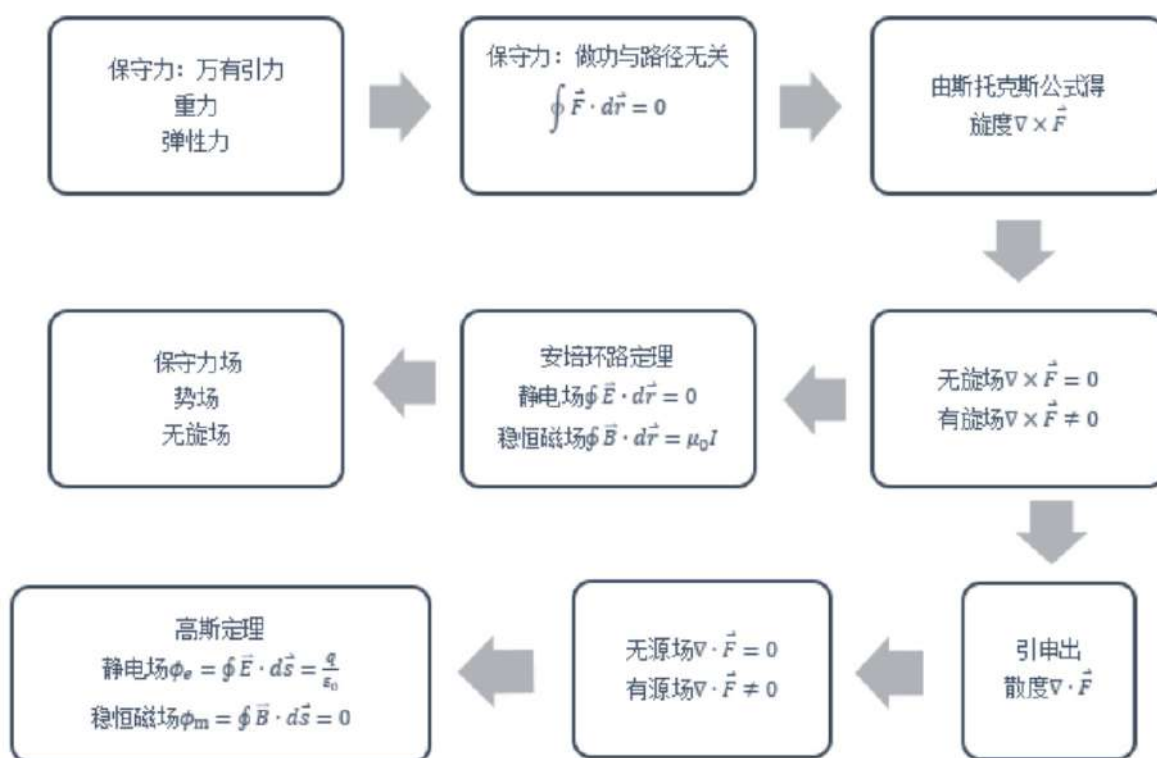 保守力：万有引力
重力
弹性力
保守力：做功与路径无关
∮ F⃗ · dr⃗ = 0
由斯托克斯公式得
旋度∇ × F⃗
无旋场∇ × F⃗ = 0
有旋场∇ × F⃗ ≠ 0
安培环路定理
静电场∮ E⃗ · dr⃗ = 0
稳恒磁场∮ B⃗ · dr⃗ = μ₀I
保守力场
势场
无旋场
引申出
散度∇ · F⃗
无源场∇ · F⃗ = 0
有源场∇ · F⃗ ≠ 0
高斯定理
静电场ϕₑ = ∮ E⃗ · ds⃗ = q/ε₀
稳恒磁场ϕₘ = ∮ B⃗ · ds⃗ = 0